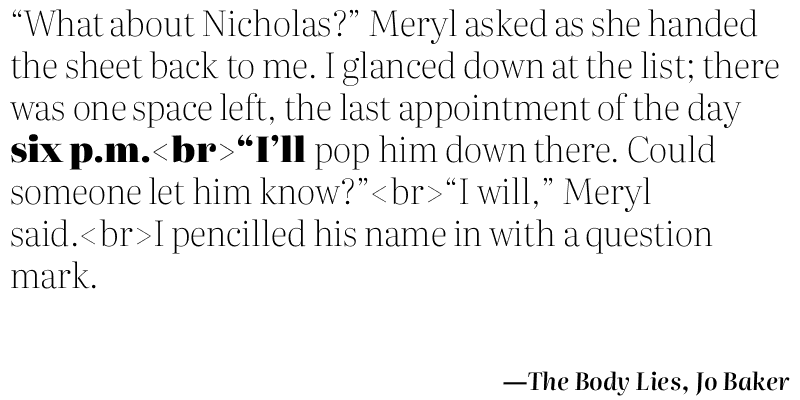 “What about Nicholas?” Meryl asked as she handed
the sheet back to me. I glanced down at the list; there
was one space left, the last appointment of the day
six p.m.<br>“I’ll pop him down there. Could
someone let him know?”<br>“I will,” Meryl
said.<br>I pencilled his name in with a question
mark.
—The Body Lies, Jo Baker